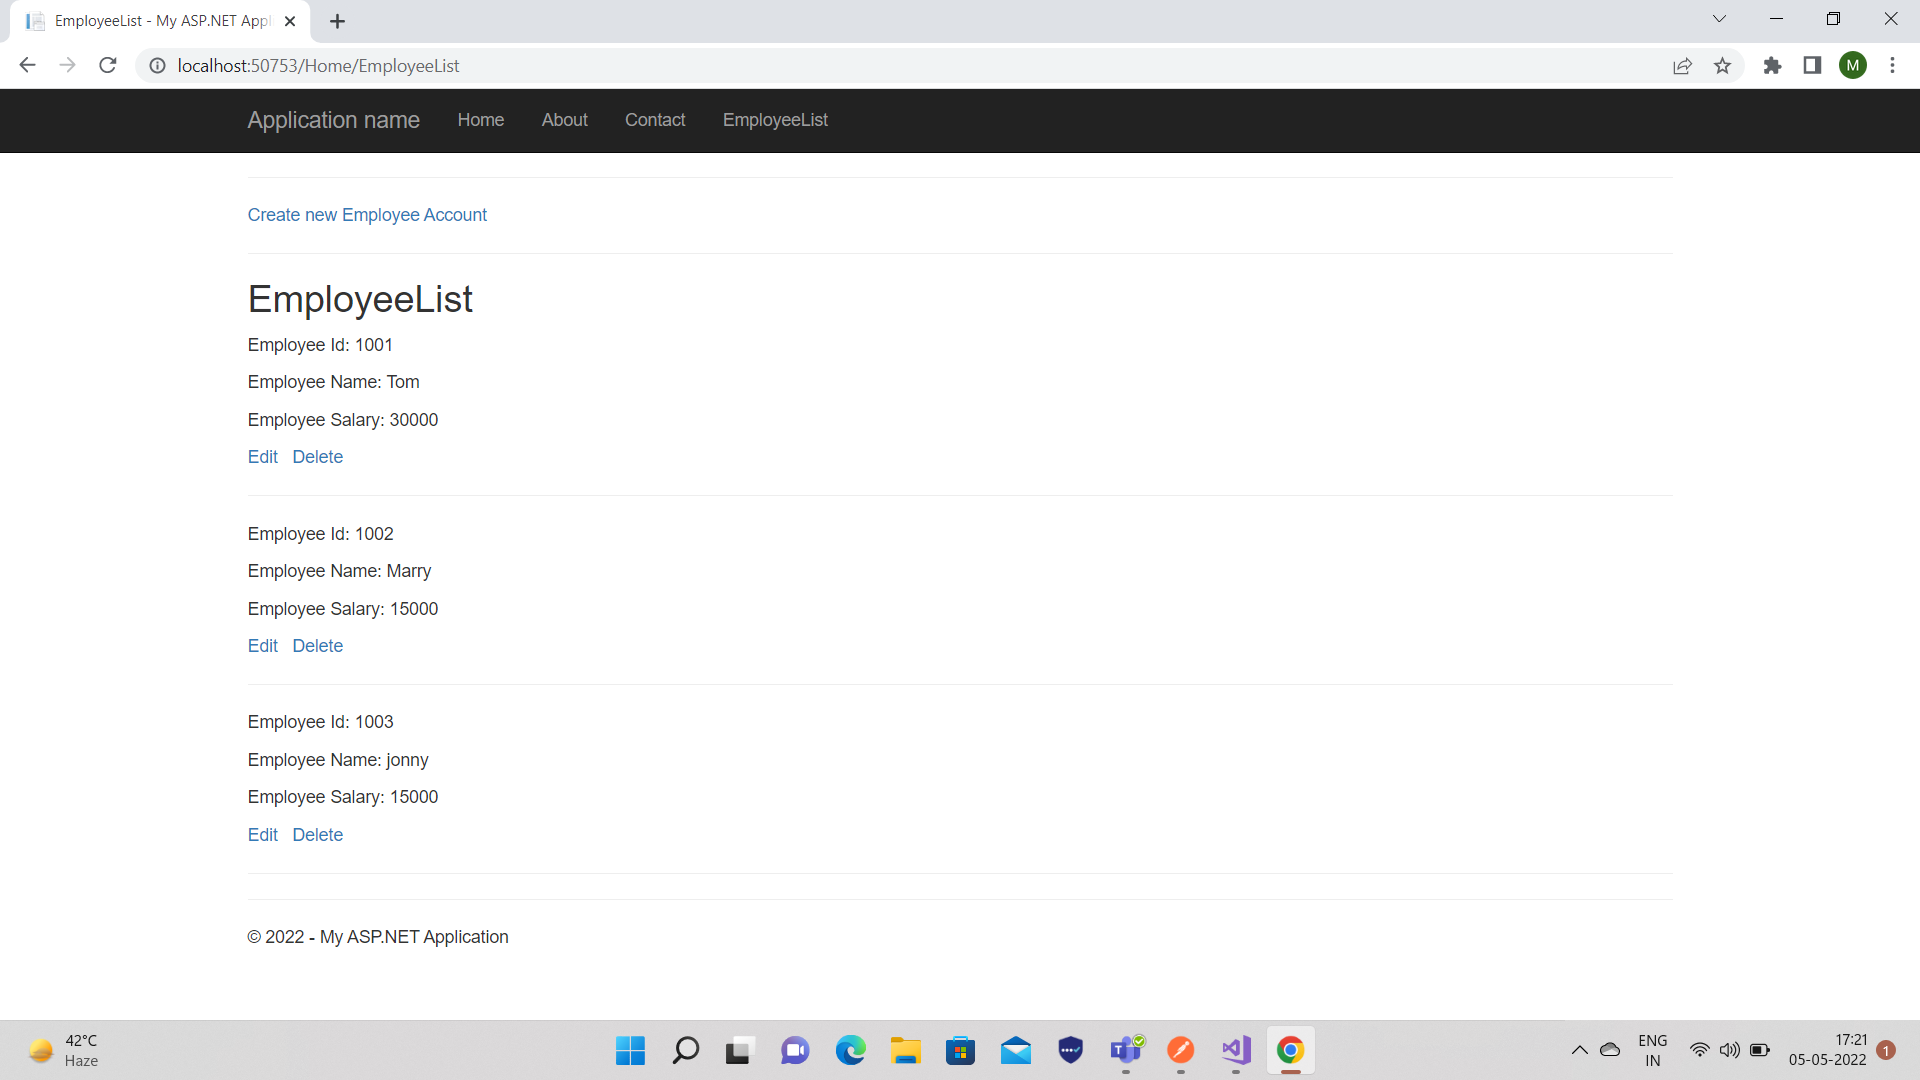 EmployeeList - My ASP.NET Appl
localhost:50753/Home/EmployeeList
M
Application name Home About Contact EmployeeList
Create new Employee Account
EmployeeList
Employee Id: 1001
Employee Name: Tom
Employee Salary: 30000
Edit Delete
Employee Id: 1002
Employee Name: Marry
Employee Salary: 15000
Edit Delete
Employee Id: 1003
Employee Name: jonny
Employee Salary: 15000
Edit Delete
© 2022 - My ASP.NET Application
42°C
Haze
ENG
IN
17:21
05-05-2022
1